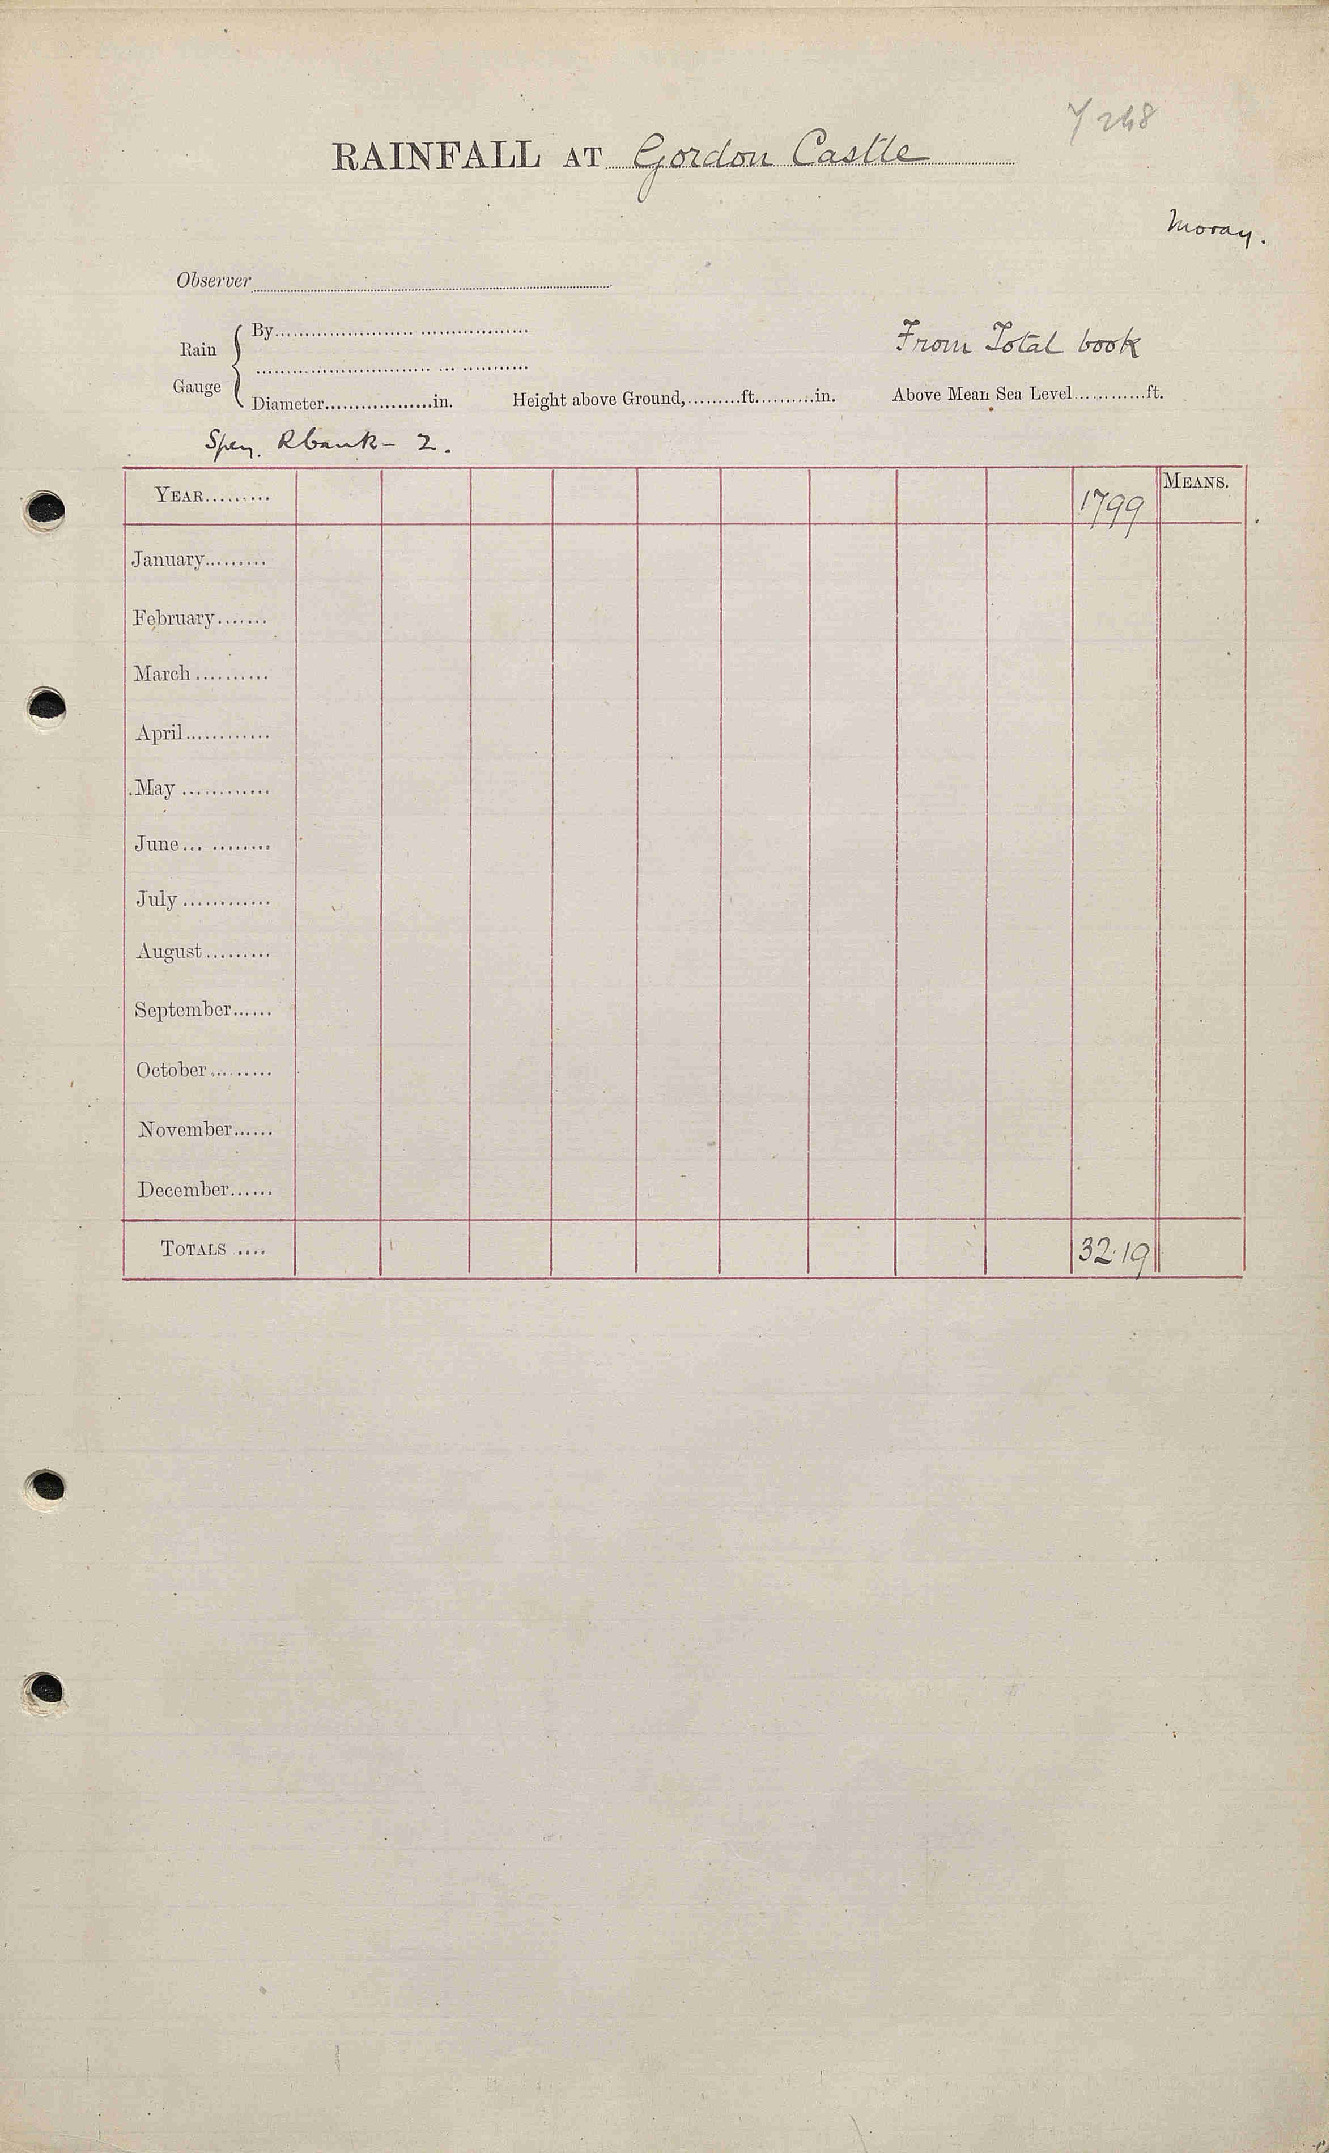 7248
RAINFALL AT Gordon Castle
Moray.
Observer
Rain Gauge
By
From Total book
Diameter in. Height above Ground, ft. in. Above Mean Sea Level ft.
Spey. Rbank - 2.
YEAR 1799 MEANS.
January
February
March
April
May
June
July
August
September
October
November
December
TOTALS 32.19